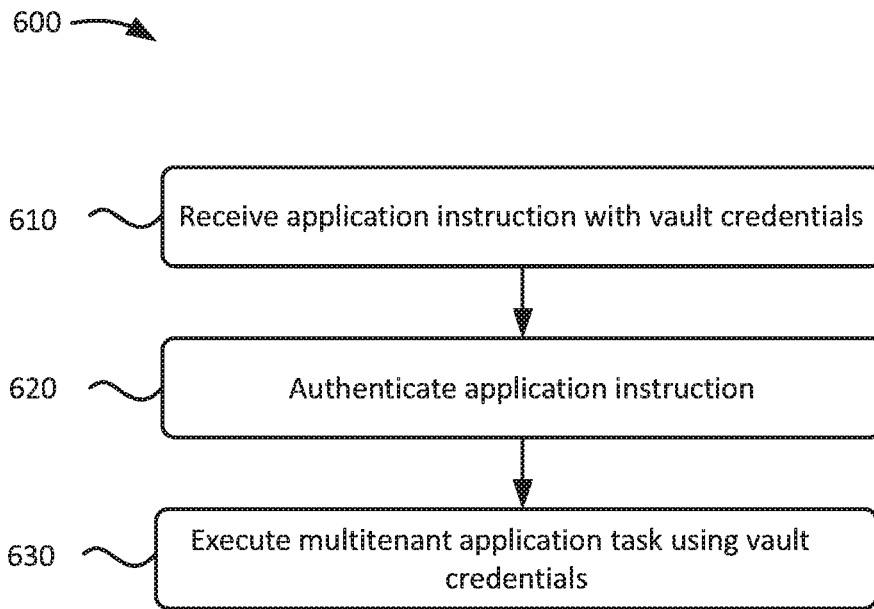 600
610 Receive application instruction with vault credentials
620 Authenticate application instruction
630 Execute multitenant application task using vault
credentials